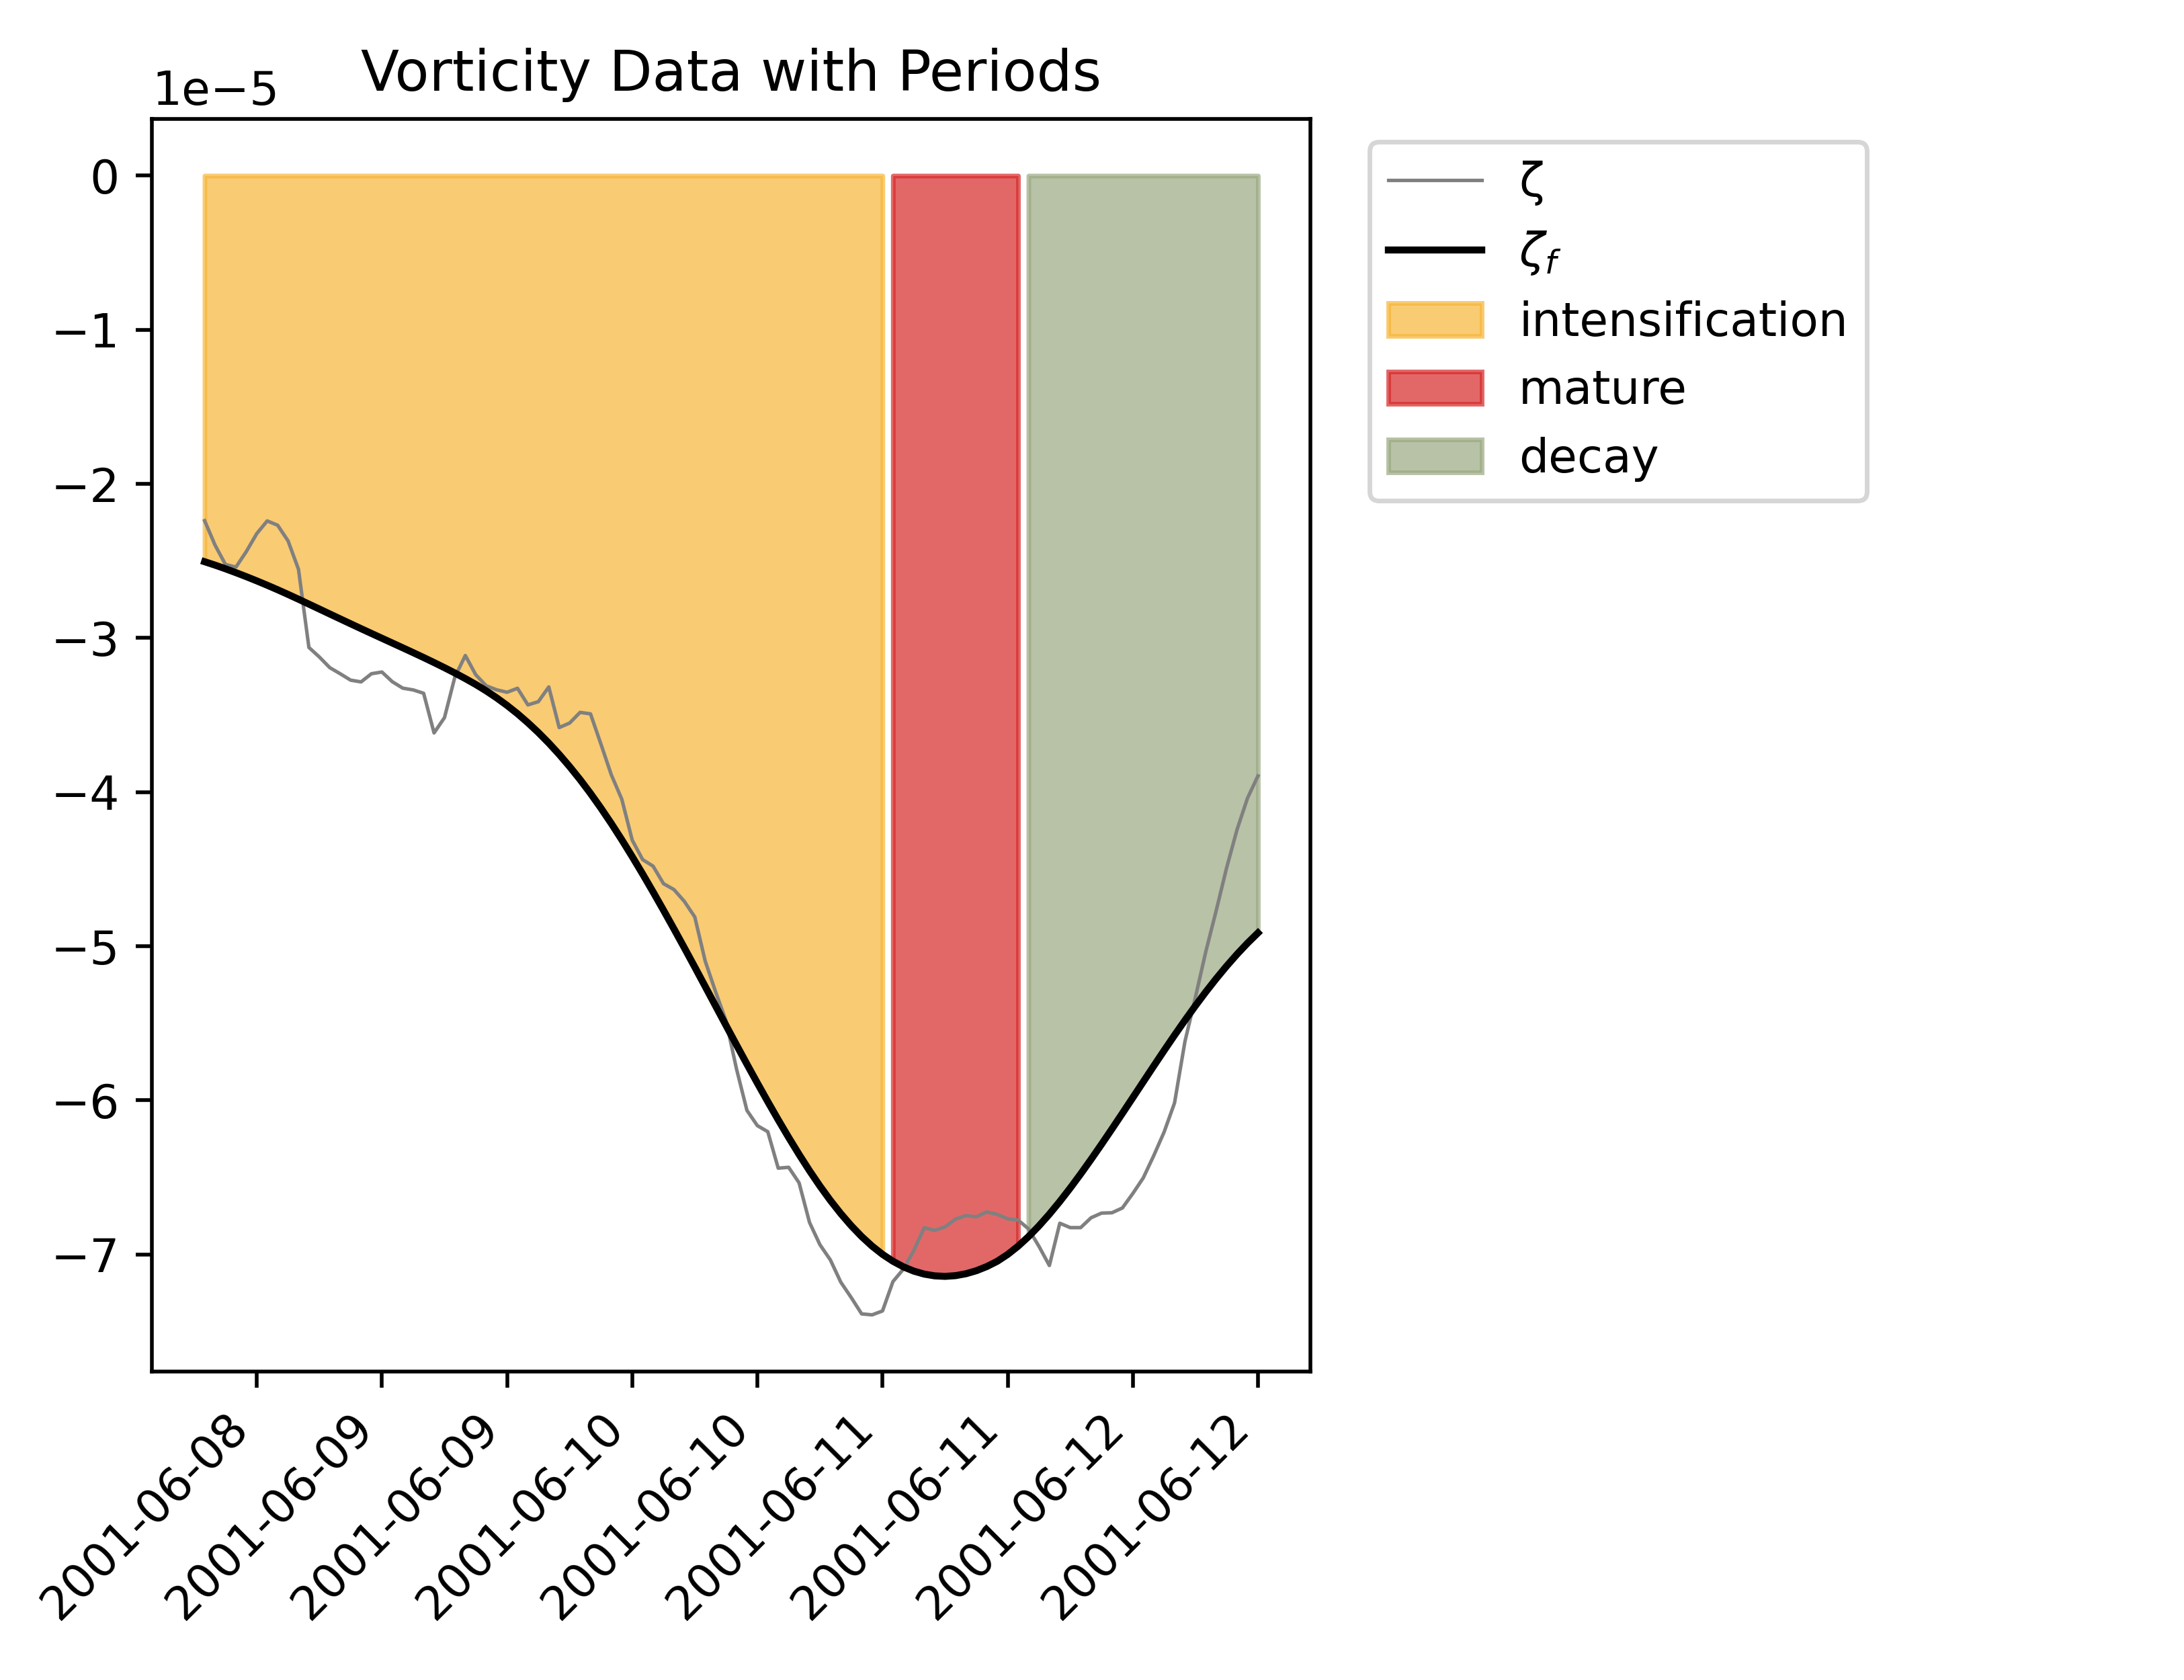 Vorticity Data with Periods
1e−5
0
−1
−2
−3
−4
−5
−6
−7
2001-06-08
2001-06-09
2001-06-09
2001-06-10
2001-06-10
2001-06-11
2001-06-11
2001-06-12
2001-06-12
ζ
ζf
intensification
mature
decay